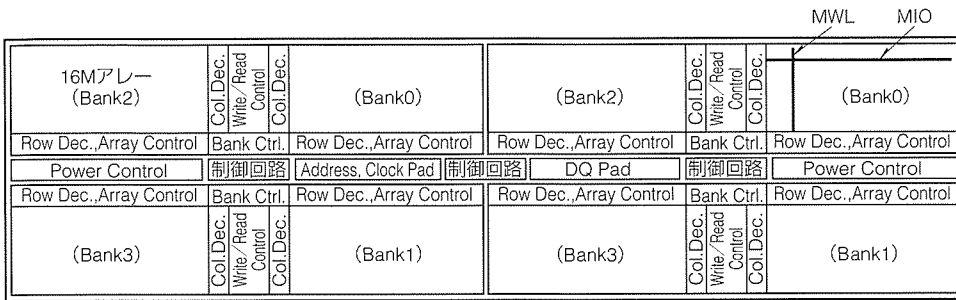 MWL MIO
16Mアレー
(Bank2)
Col.Dec.
Write/Read
Control
Col.Dec.
(Bank0)
(Bank2)
Col.Dec.
Write/Read
Control
Col.Dec.
(Bank0)
Row Dec.,Array Control Bank Ctrl. Row Dec.,Array Control Row Dec.,Array Control Bank Ctrl. Row Dec.,Array Control
Power Control 制御回路 Address, Clock Pad 制御回路 DQ Pad 制御回路 Power Control
Row Dec.,Array Control Bank Ctrl. Row Dec.,Array Control Row Dec.,Array Control Bank Ctrl. Row Dec.,Array Control
(Bank3)
Col.Dec.
Write/Read
Control
Col.Dec.
(Bank1)
(Bank3)
Col.Dec.
Write/Read
Control
Col.Dec.
(Bank1)